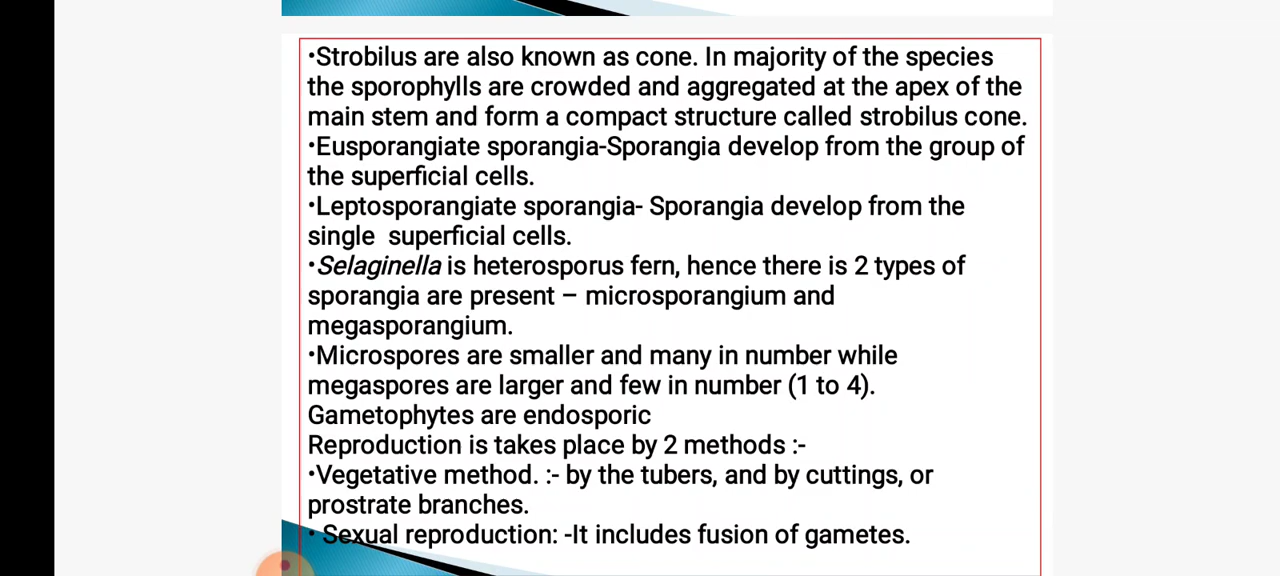 •Strobilus are also known as cone. In majority of the species
the sporophylls are crowded and aggregated at the apex of the
main stem and form a compact structure called strobilus cone.
•Eusporangiate sporangia-Sporangia develop from the group of
the superficial cells.
•Leptosporangiate sporangia- Sporangia develop from the
single  superficial cells.
•Selaginella is heterosporus fern, hence there is 2 types of
sporangia are present – microsporangium and
megasporangium.
•Microspores are smaller and many in number while
megaspores are larger and few in number (1 to 4).
Gametophytes are endosporic
Reproduction is takes place by 2 methods :-
•Vegetative method. :- by the tubers, and by cuttings, or
prostrate branches.
• Sexual reproduction: -It includes fusion of gametes.